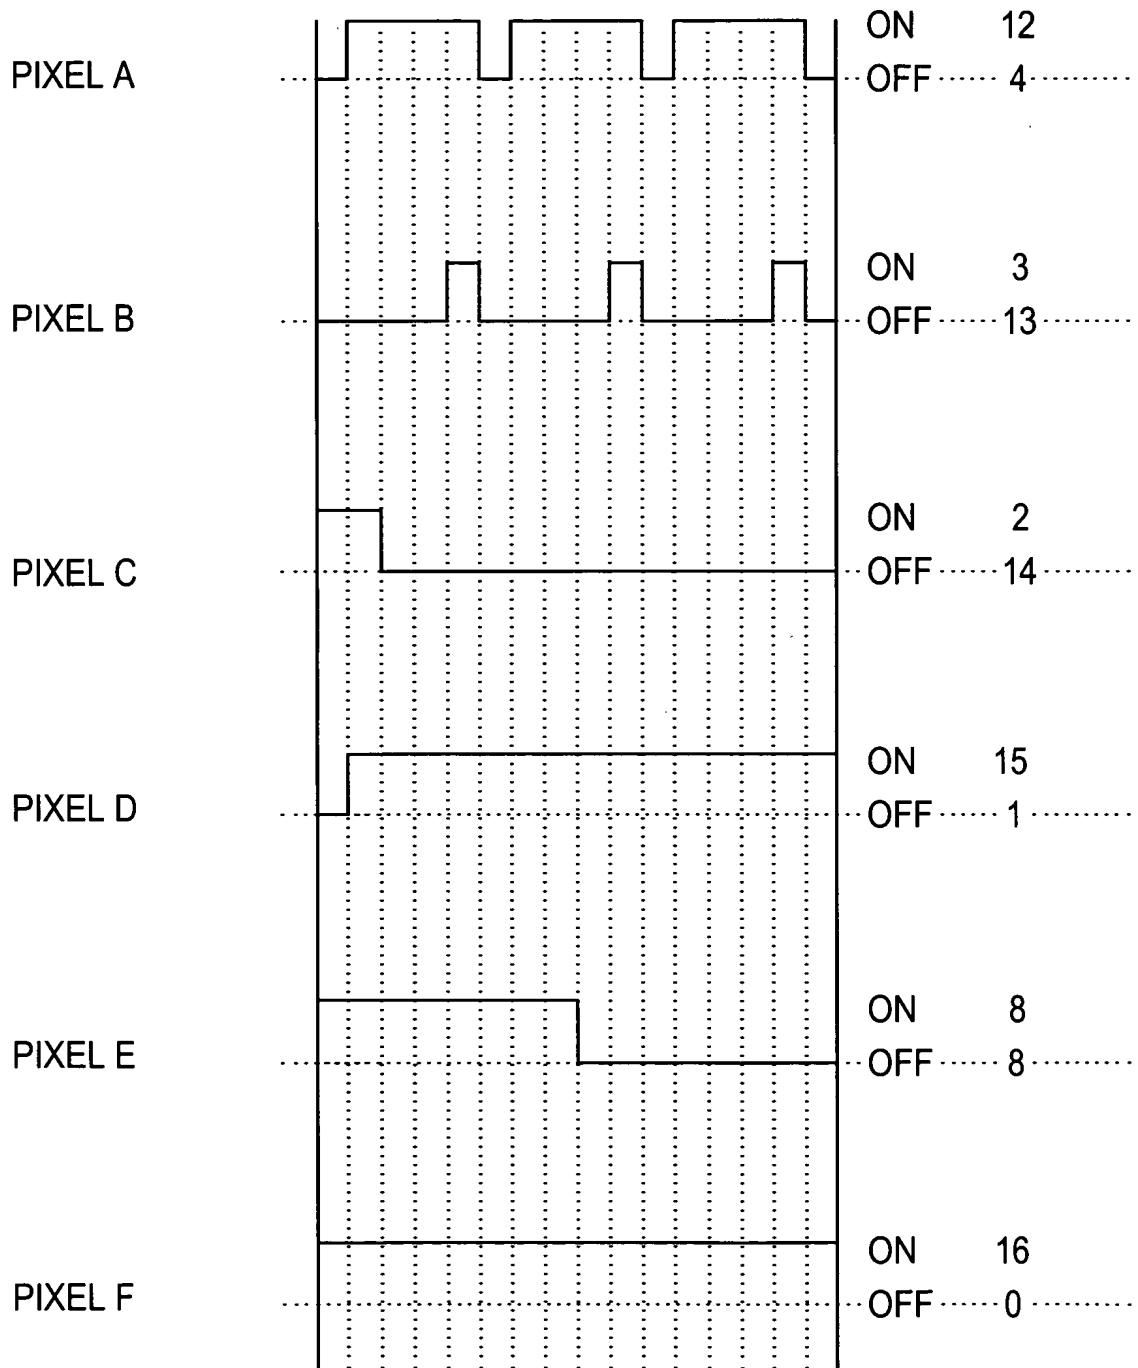 ON 12
PIXEL A OFF 4
ON 3
PIXEL B OFF 13
ON 2
PIXEL C OFF 14
ON 15
PIXEL D OFF 1
ON 8
PIXEL E OFF 8
ON 16
PIXEL F OFF 0